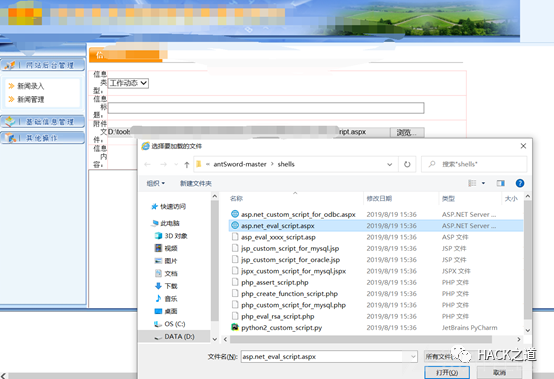 网站后台管理
新闻录入
新闻管理
基础信息管理
其他操作
信息类型: 工作动态
信息标题:
附件文件: D:\tools
cript.aspx 浏览...
信息内容:
选择要加载的文件
« antSword-master › shells
搜索"shells"
组织 新建文件夹
名称 修改日期 类型 大小
快速访问
此电脑
3D 对象
视频
图片
文档
下载
音乐
桌面
OS (C:)
DATA (D:)
asp.net_custom_script_for_odbc.aspx 2019/8/19 15:36 ASP.NET Server ...
asp.net_eval_script.aspx 2019/8/19 15:36 ASP.NET Server ...
asp_eval_xxxx_script.asp 2019/8/19 15:36 ASP 文件
jsp_custom_script_for_mysql.jsp 2019/8/19 15:36 JSP 文件
jsp_custom_script_for_oracle.jsp 2019/8/19 15:36 JSP 文件
jspx_custom_script_for_mysql.jspx 2019/8/19 15:36 JSPX 文件
php_assert_script.php 2019/8/19 15:36 PHP 文件
php_create_function_script.php 2019/8/19 15:36 PHP 文件
php_custom_script_for_mysql.php 2019/8/19 15:36 PHP 文件
php_eval_rsa_script.php 2019/8/19 15:36 PHP 文件
python2_custom_script.py 2019/8/19 15:36 JetBrains PyCharm
文件名(N): asp.net_eval_script.aspx 所有文件
打开(O) 取消
HACK之道